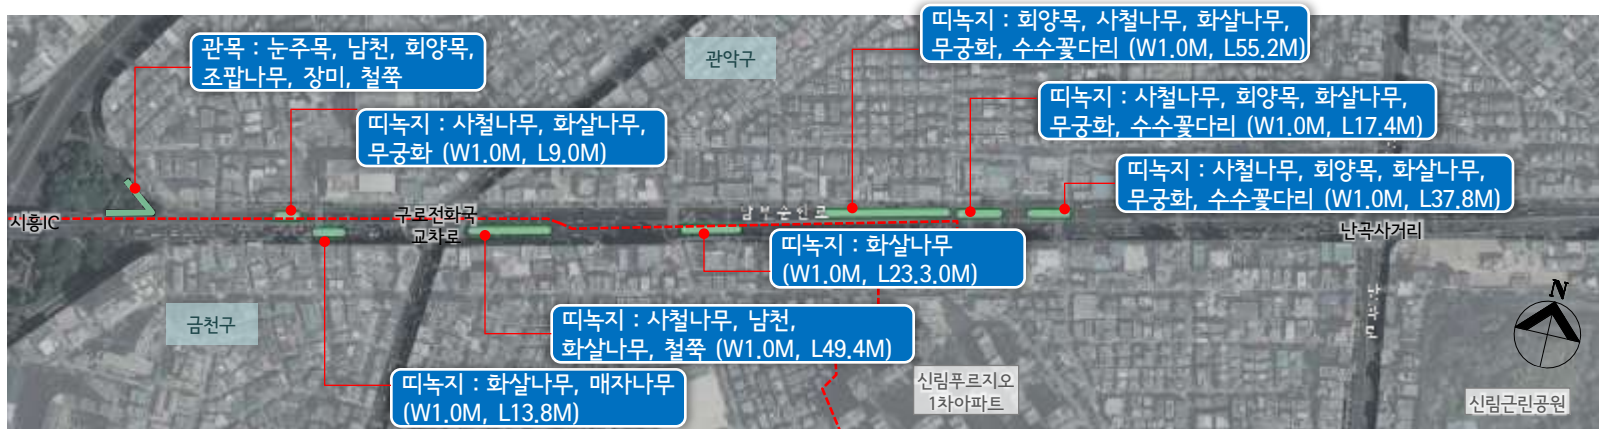 띠녹지 : 회양목, 사철나무, 화살나무,
무궁화, 수수꽃다리 (W1.0M, L55.2M)
관목 : 눈주목, 남천, 회양목,
조팝나무, 장미, 철쭉
관악구
띠녹지 : 사철나무, 회양목, 화살나무,
무궁화, 수수꽃다리 (W1.0M, L17.4M)
띠녹지 : 사철나무, 화살나무,
무궁화 (W1.0M, L9.0M)
띠녹지 : 사철나무, 회양목, 화살나무,
무궁화, 수수꽃다리 (W1.0M, L37.8M)
시흥IC
구로전화국
교차로
남부순환로
난곡사거리
띠녹지 : 화살나무
(W1.0M, L23.3.0M)
금천구
띠녹지 : 사철나무, 남천,
화살나무, 철쭉 (W1.0M, L49.4M)
N
띠녹지 : 화살나무, 매자나무
(W1.0M, L13.8M)
신림푸르지오
1차아파트
신림근린공원